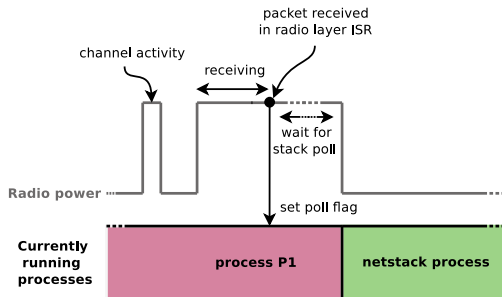 packet received
in radio layer ISR
channel activity
receiving
wait for
stack poll
Radio power
set poll flag
Currently
running
processes
process P1
netstack process